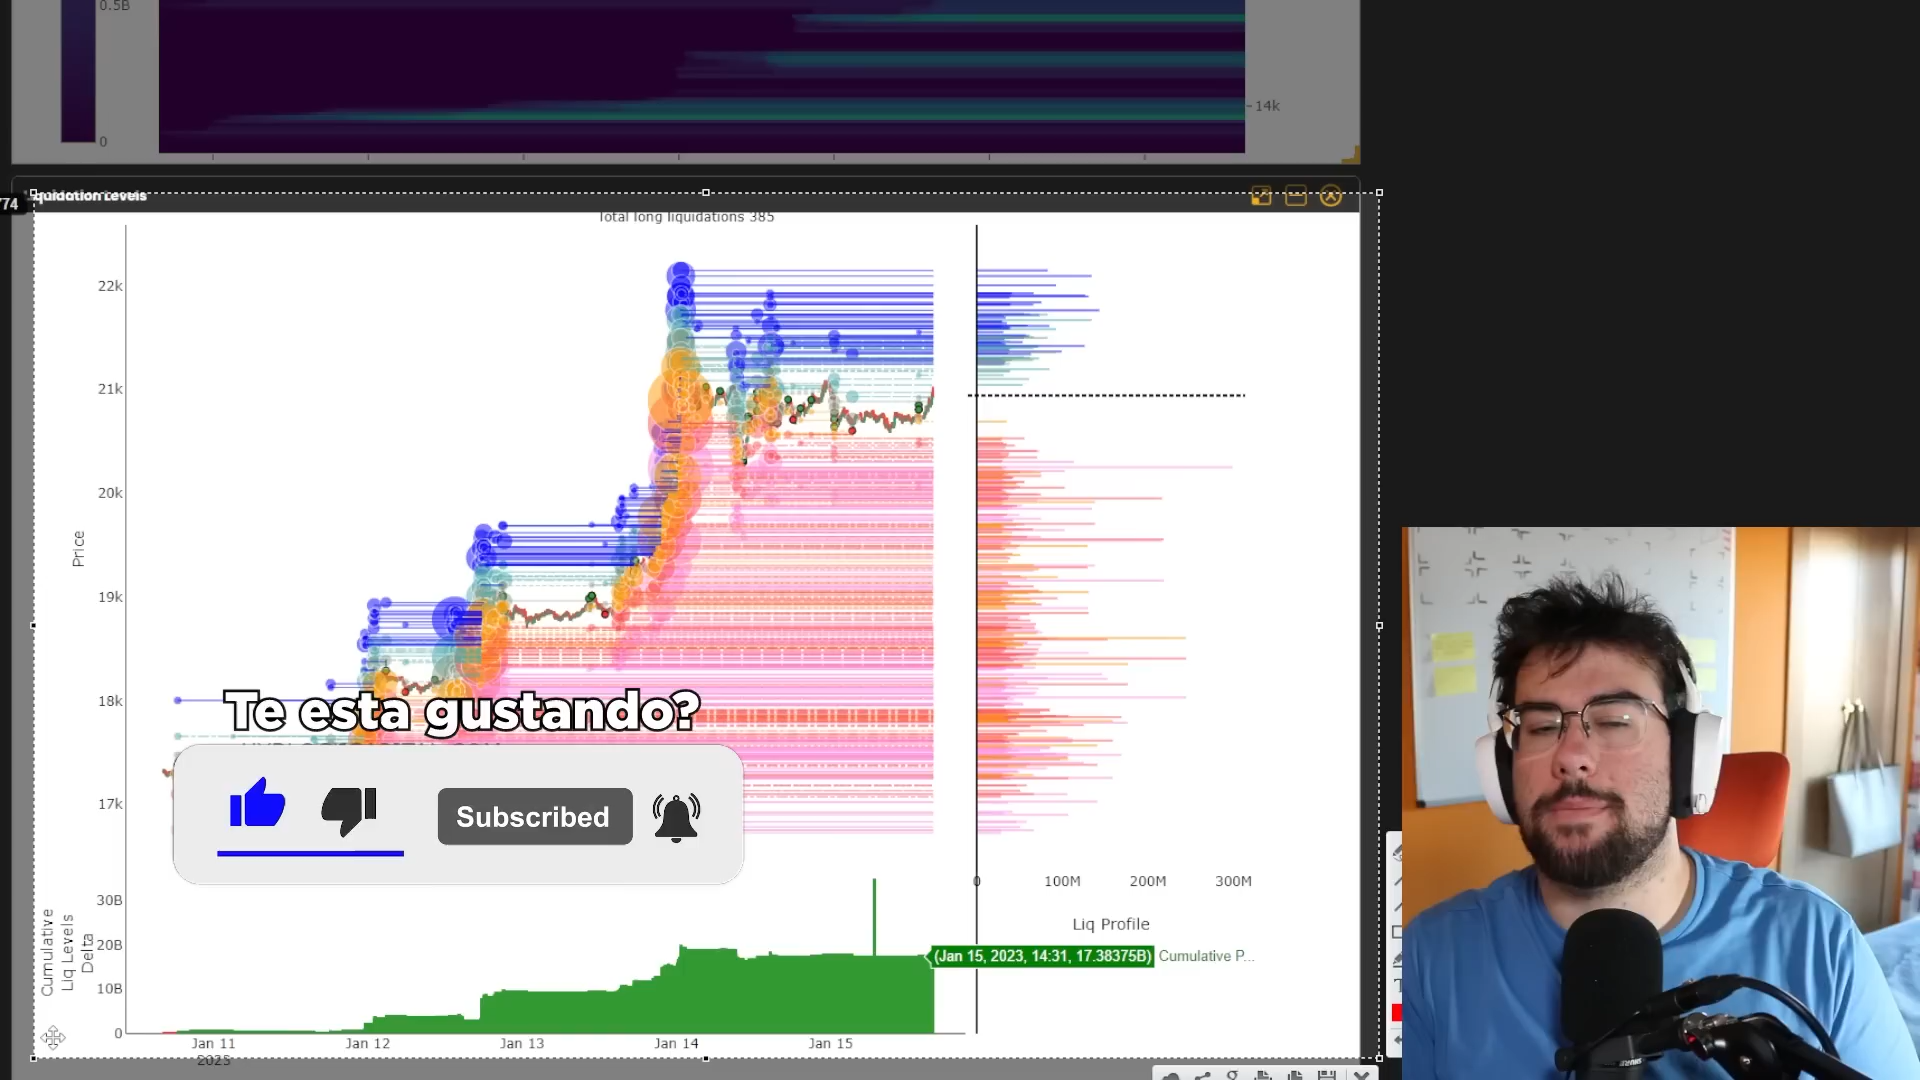 0.5B
0
14k
774
quidation Levels
Total long liquidations 385
22k
21k
20k
19k
18k
17k
Price
Te esta gustando?
Subscribed
0
100M
200M
300M
Liq Profile
30B
20B
10B
0
Cumulative
Liq Levels
Delta
(Jan 15, 2023, 14:31, 17.38375B)
Cumulative P...
Jan 11
2023
Jan 12
Jan 13
Jan 14
Jan 15